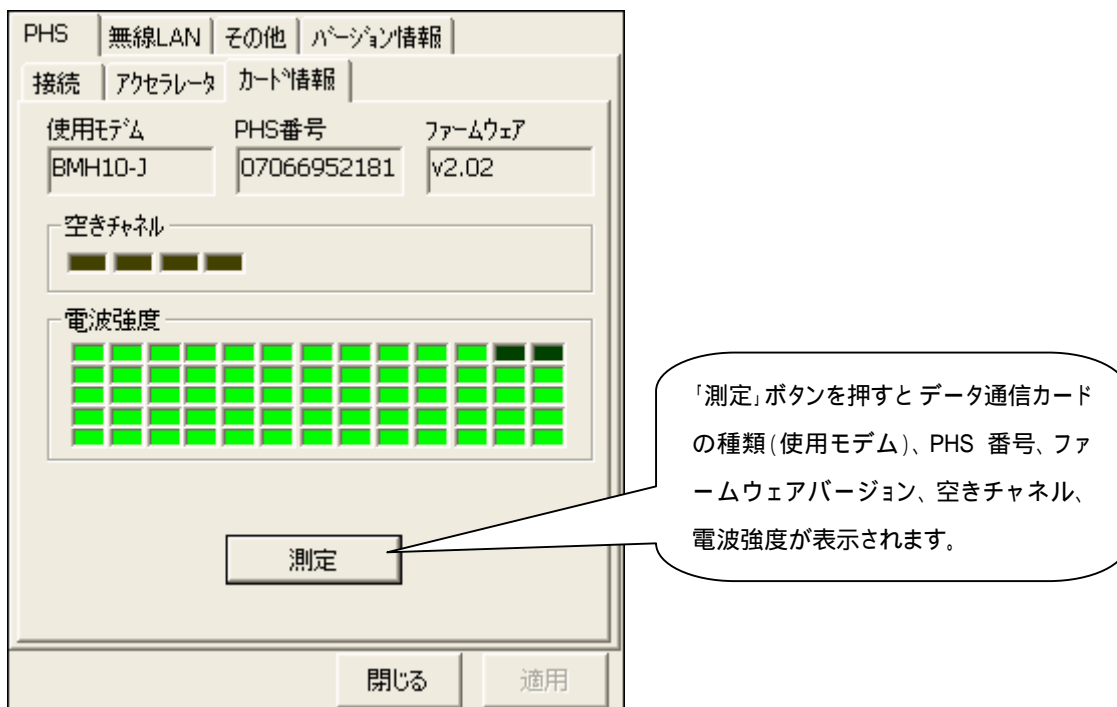 PHS 無線LAN その他 バージョン情報
接続 アクセラレータ カード情報
使用モデム PHS番号 ファームウェア
BMH10-J 07066952181 v2.02
空きチャネル
電波強度
測定
閉じる 適用
「測定」ボタンを押すと データ通信カード
の種類(使用モデム)、PHS 番号、ファ
ームウェアバージョン、空きチャネル、
電波強度が表示されます。